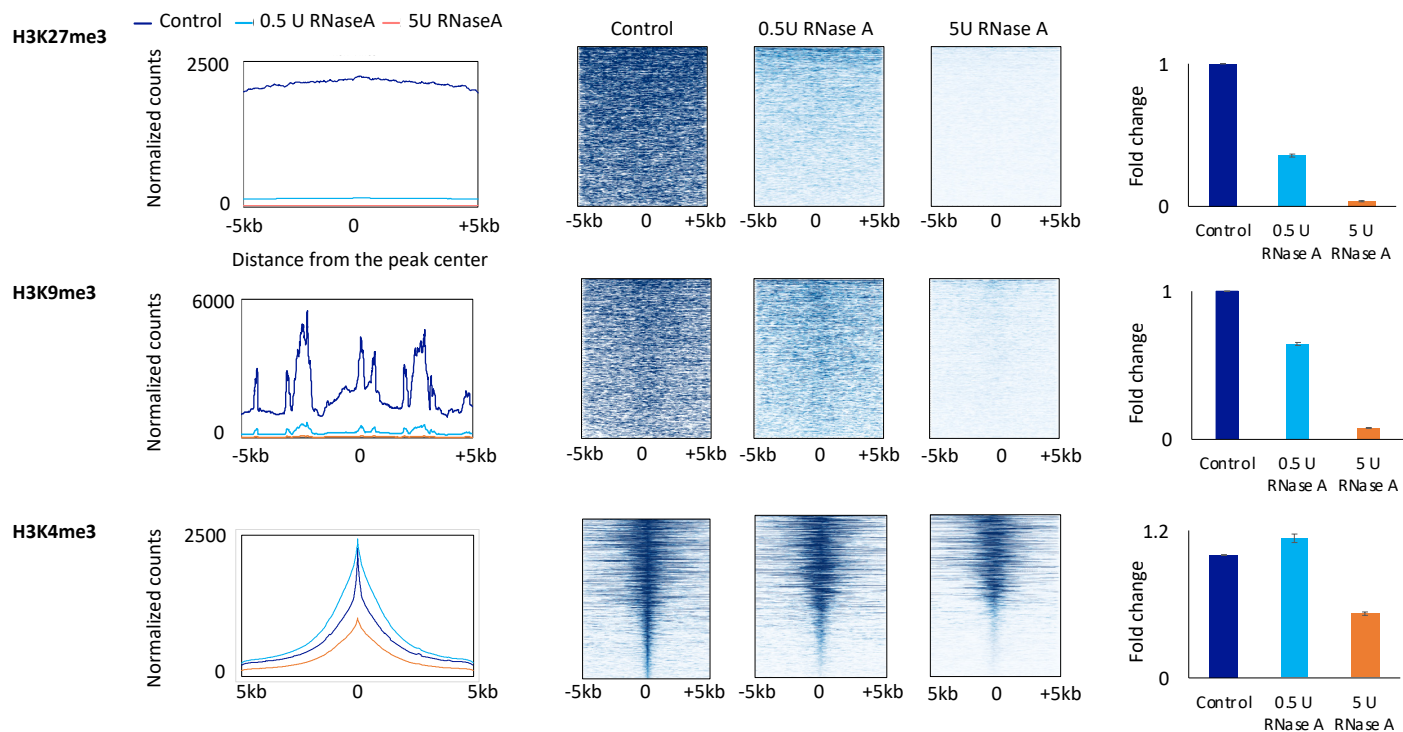 Control 0.5 U RNaseA 5U RNaseA
H3K27me3
Control 0.5U RNase A 5U RNase A
Normalized counts
2500
0
-5kb 0 +5kb
Distance from the peak center
-5kb 0 +5kb
-5kb 0 +5kb
-5kb 0 +5kb
Fold change
1
0
Control 0.5 U RNase A 5 U RNase A
H3K9me3
Normalized counts
6000
0
-5kb 0 +5kb
-5kb 0 +5kb
-5kb 0 +5kb
-5kb 0 +5kb
Fold change
1
0
Control 0.5 U RNase A 5 U RNase A
H3K4me3
Normalized counts
2500
0
5kb 0 5kb
-5kb 0 +5kb
-5kb 0 +5kb
5kb 0 +5kb
Fold change
1.2
0
Control 0.5 U RNase A 5 U RNase A